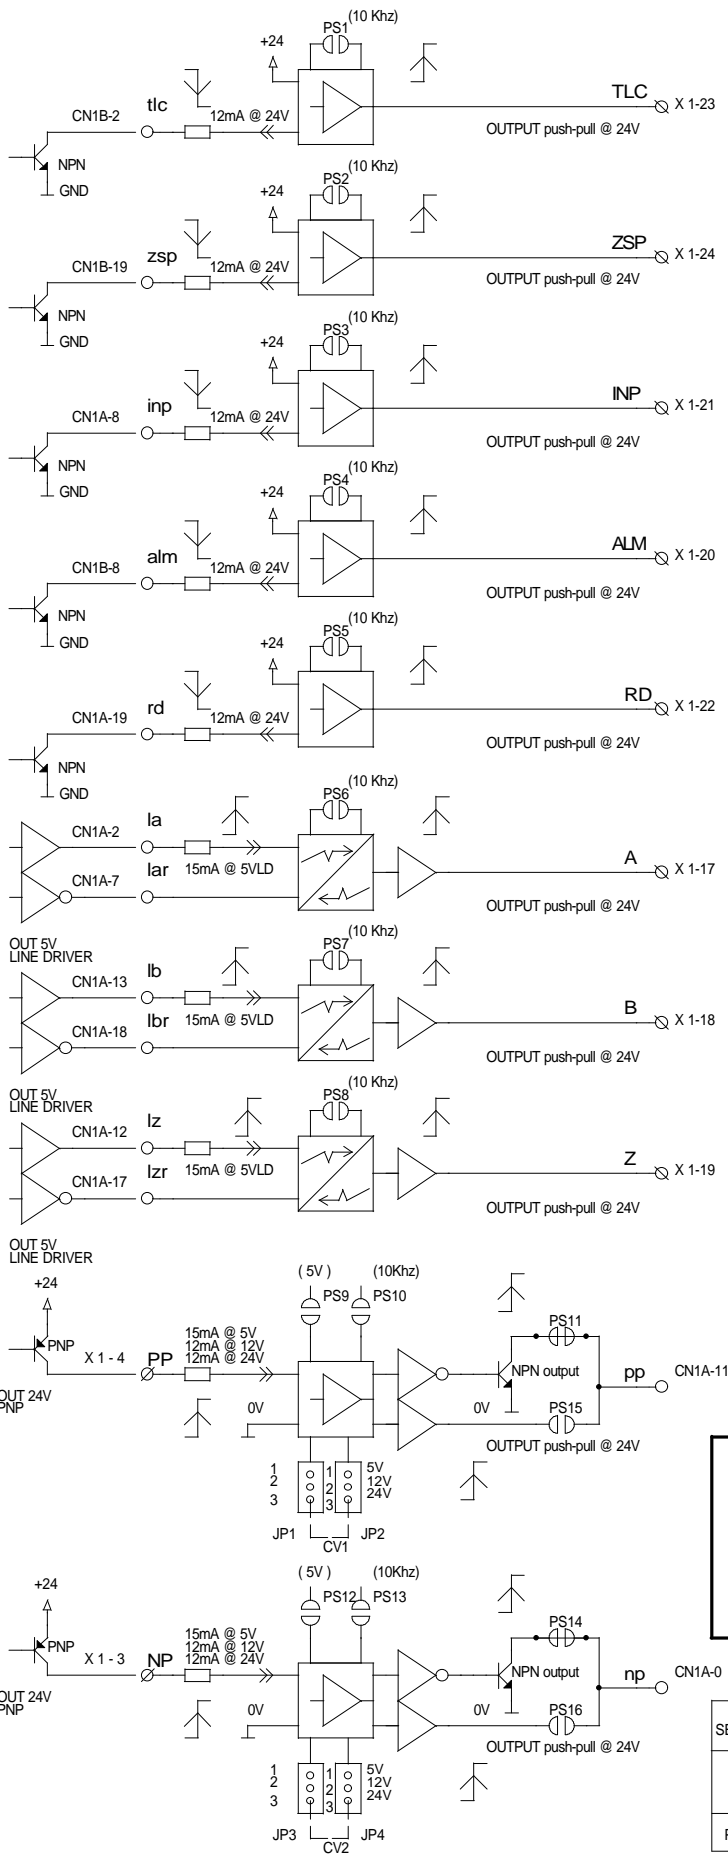 PS1
(10 Khz)
+24
CN1B-2
tlc
12mA @ 24V
TLC
X 1-23
OUTPUT push-pull @ 24V
NPN
GND
PS2
(10 Khz)
+24
CN1B-19
zsp
12mA @ 24V
ZSP
X 1-24
OUTPUT push-pull @ 24V
NPN
GND
PS3
(10 Khz)
+24
CN1A-8
inp
12mA @ 24V
INP
X 1-21
OUTPUT push-pull @ 24V
NPN
GND
PS4
(10 Khz)
+24
CN1B-8
alm
12mA @ 24V
ALM
X 1-20
OUTPUT push-pull @ 24V
NPN
GND
PS5
(10 Khz)
+24
CN1A-19
rd
12mA @ 24V
RD
X 1-22
OUTPUT push-pull @ 24V
NPN
GND
PS6
(10 Khz)
CN1A-2
la
15mA @ 5VLD
CN1A-7
lar
A
X 1-17
OUTPUT push-pull @ 24V
OUT 5V
LINE DRIVER
PS7
(10 Khz)
CN1A-13
lb
15mA @ 5VLD
CN1A-18
lbr
B
X 1-18
OUTPUT push-pull @ 24V
OUT 5V
LINE DRIVER
PS8
(10 Khz)
CN1A-12
lz
15mA @ 5VLD
CN1A-17
lzr
Z
X 1-19
OUTPUT push-pull @ 24V
OUT 5V
LINE DRIVER
( 5V )
(10Khz)
PS9
PS10
+24
PNP
X 1 - 4
PP
15mA @ 5V
12mA @ 12V
12mA @ 24V
OUT 24V
PNP
0V
PS11
NPN output
0V
PS15
pp
CN1A-11
OUTPUT push-pull @ 24V
1
2
3
1
2
3
5V
12V
24V
JP1
CV1
JP2
( 5V )
(10Khz)
PS12
PS13
+24
PNP
X 1 - 3
NP
15mA @ 5V
12mA @ 12V
12mA @ 24V
OUT 24V
PNP
0V
PS14
NPN output
0V
PS16
np
CN1A-0
OUTPUT push-pull @ 24V
1
2
3
1
2
3
5V
12V
24V
JP3
CV2
JP4